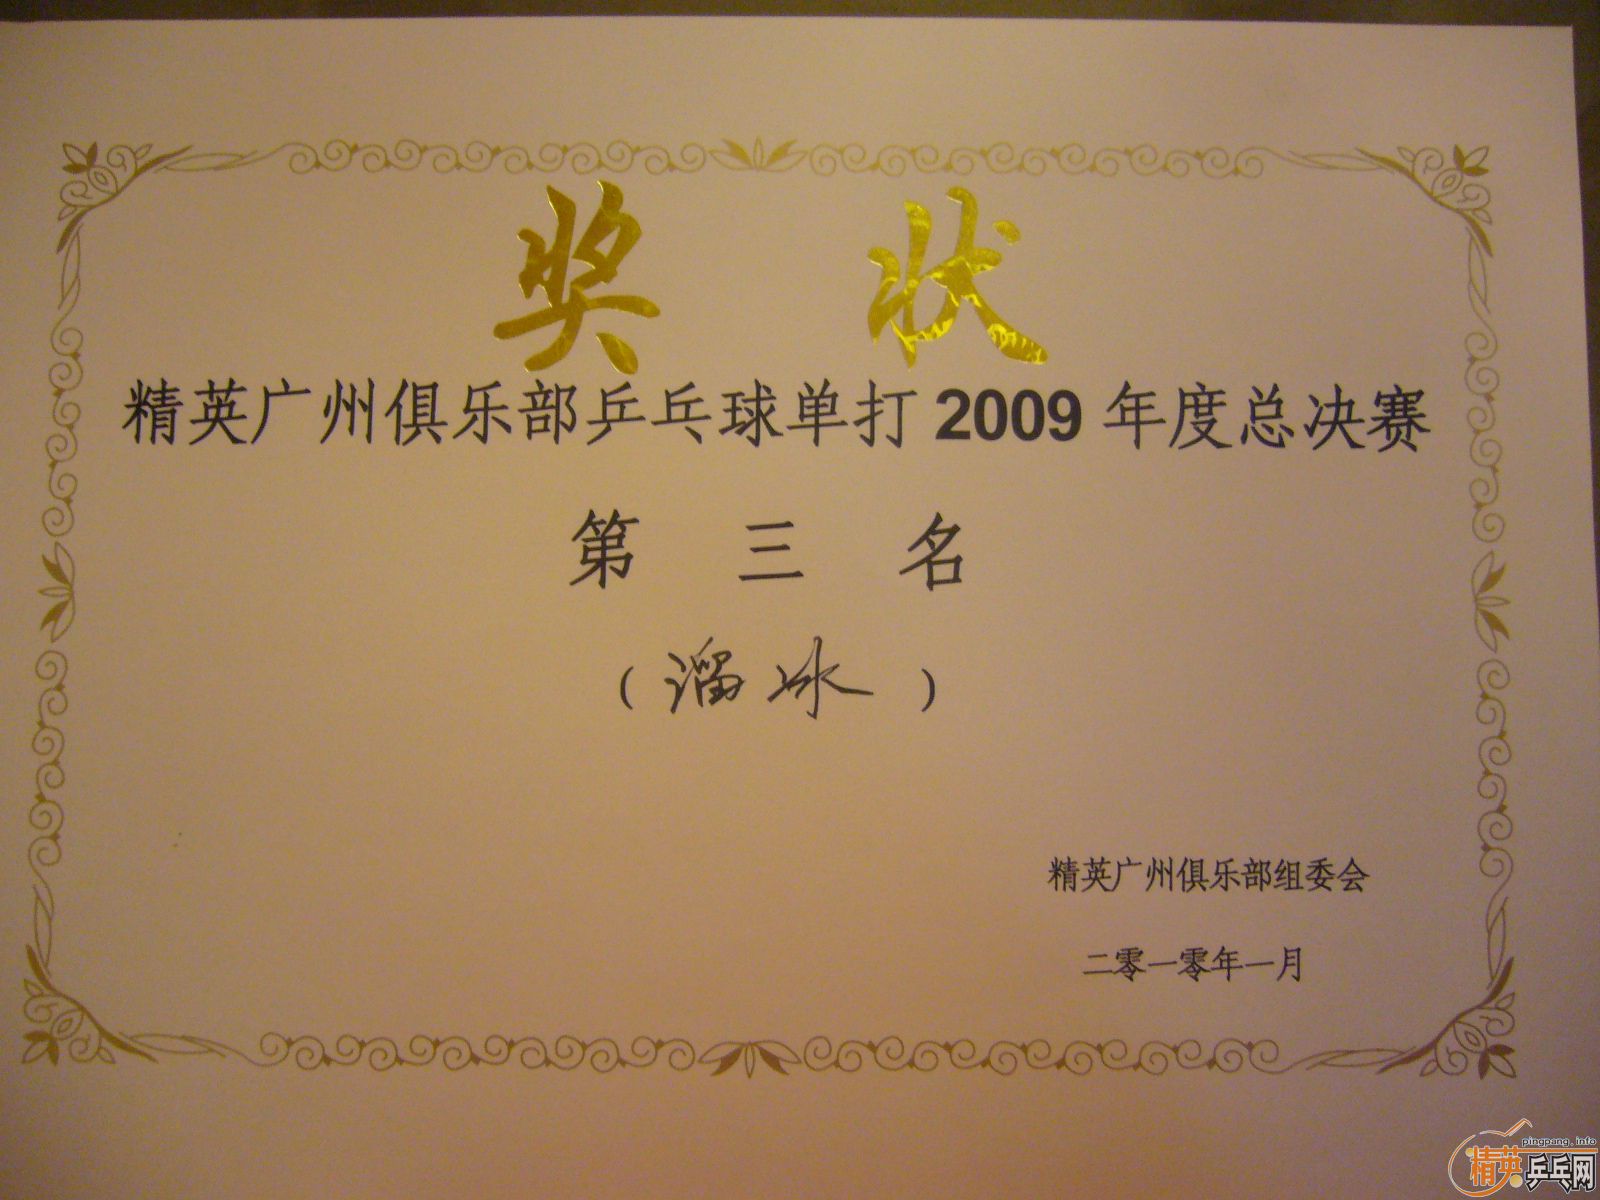 奖状
精英广州俱乐部乒乓球单打2009年度总决赛
第三名
（溜冰）
精英广州俱乐部组委会
二零一零年一月
pingpang.info
精英乒乓网